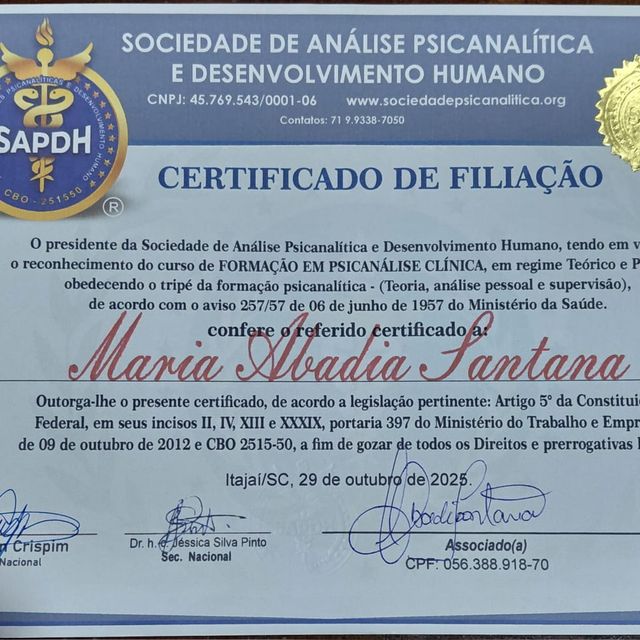 SOCIEDADE DE ANÁLISE PSICANALÍTICA
E DESENVOLVIMENTO HUMANO
CNPJ: 45.769.543/0001-06 www.sociedadepsicanalitica.org
Contatos: 71 9.9338-7050
PSICANALÍTICA E DESENVOLVIMENTO HUMANO
SAPDH
CBO - 251550
®
CERTIFICADO DE FILIAÇÃO
O presidente da Sociedade de Análise Psicanalítica e Desenvolvimento Humano, tendo em v
o reconhecimento do curso de FORMAÇÃO EM PSICANÁLISE CLÍNICA, em regime Teórico e P
obedecendo o tripé da formação psicanalítica - (Teoria, análise pessoal e supervisão),
de acordo com o aviso 257/57 de 06 de junho de 1957 do Ministério da Saúde.
confere o referido certificado a:
Maria Abadia Santana
Outorga-lhe o presente certificado, de acordo a legislação pertinente: Artigo 5º da Constitui
Federal, em seus incisos II, IV, XIII e XXXIX, portaria 397 do Ministério do Trabalho e Empr
de 09 de outubro de 2012 e CBO 2515-50, a fim de gozar de todos os Direitos e prerrogativas
Itajaí/SC, 29 de outubro de 2025.
Crispim
Nacional
Dr. h. c. Jéssica Silva Pinto
Sec. Nacional
Associado(a)
CPF: 056.388.918-70